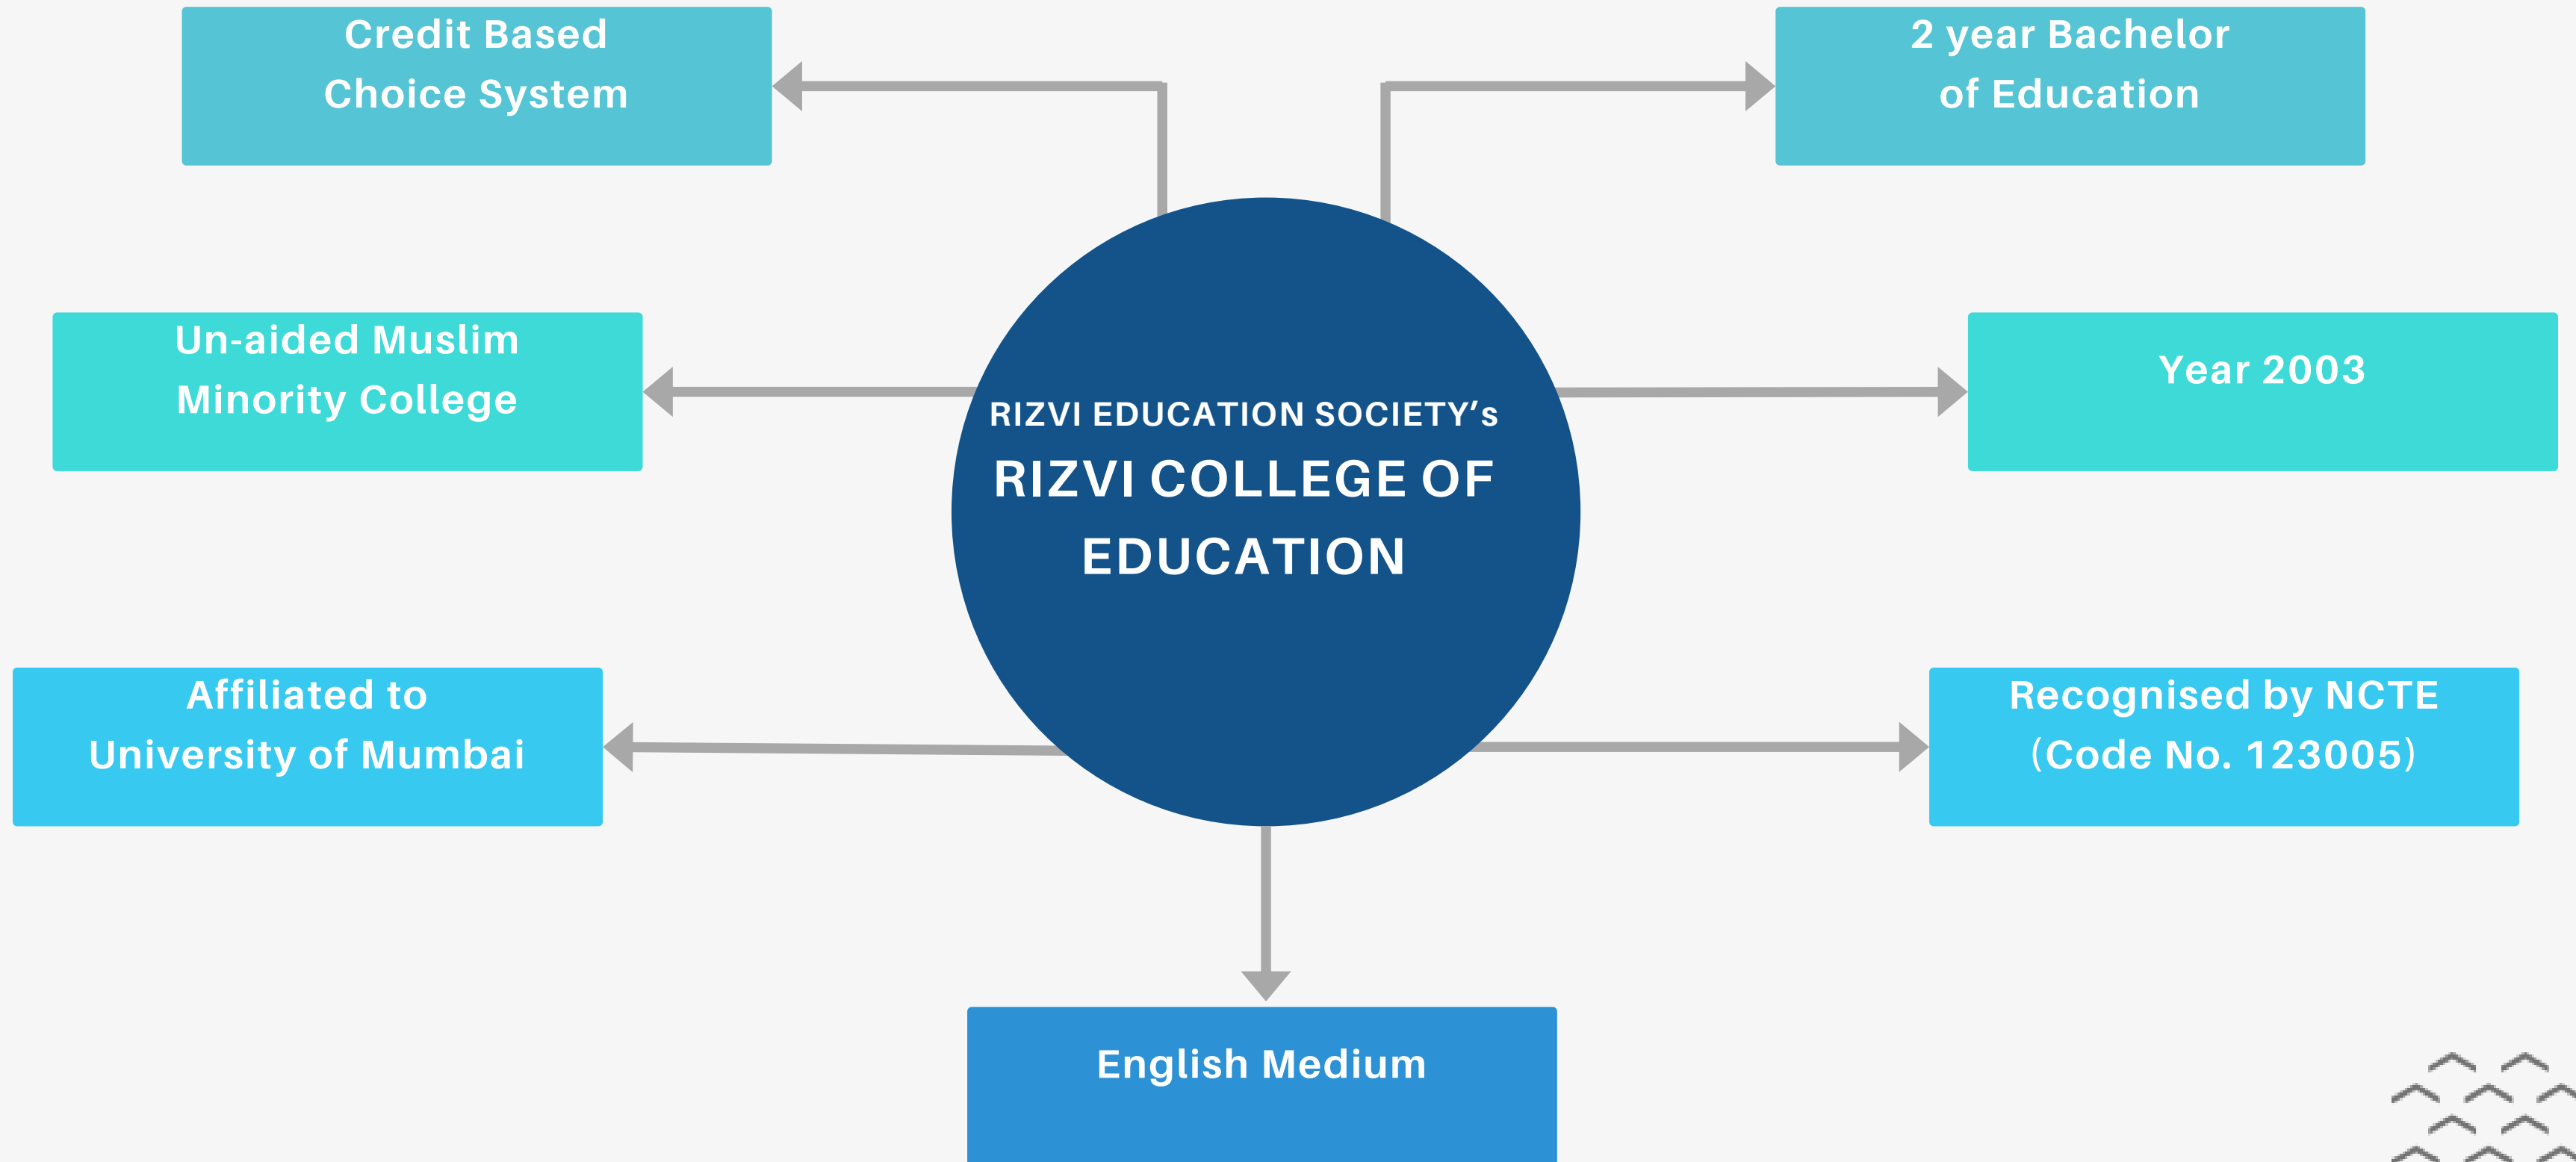 Credit Based
Choice System
2 year Bachelor
of Education
Un-aided Muslim
Minority College
Year 2003
RIZVI EDUCATION SOCIETY’s
RIZVI COLLEGE OF
EDUCATION
Affiliated to
University of Mumbai
Recognised by NCTE
(Code No. 123005)
English Medium